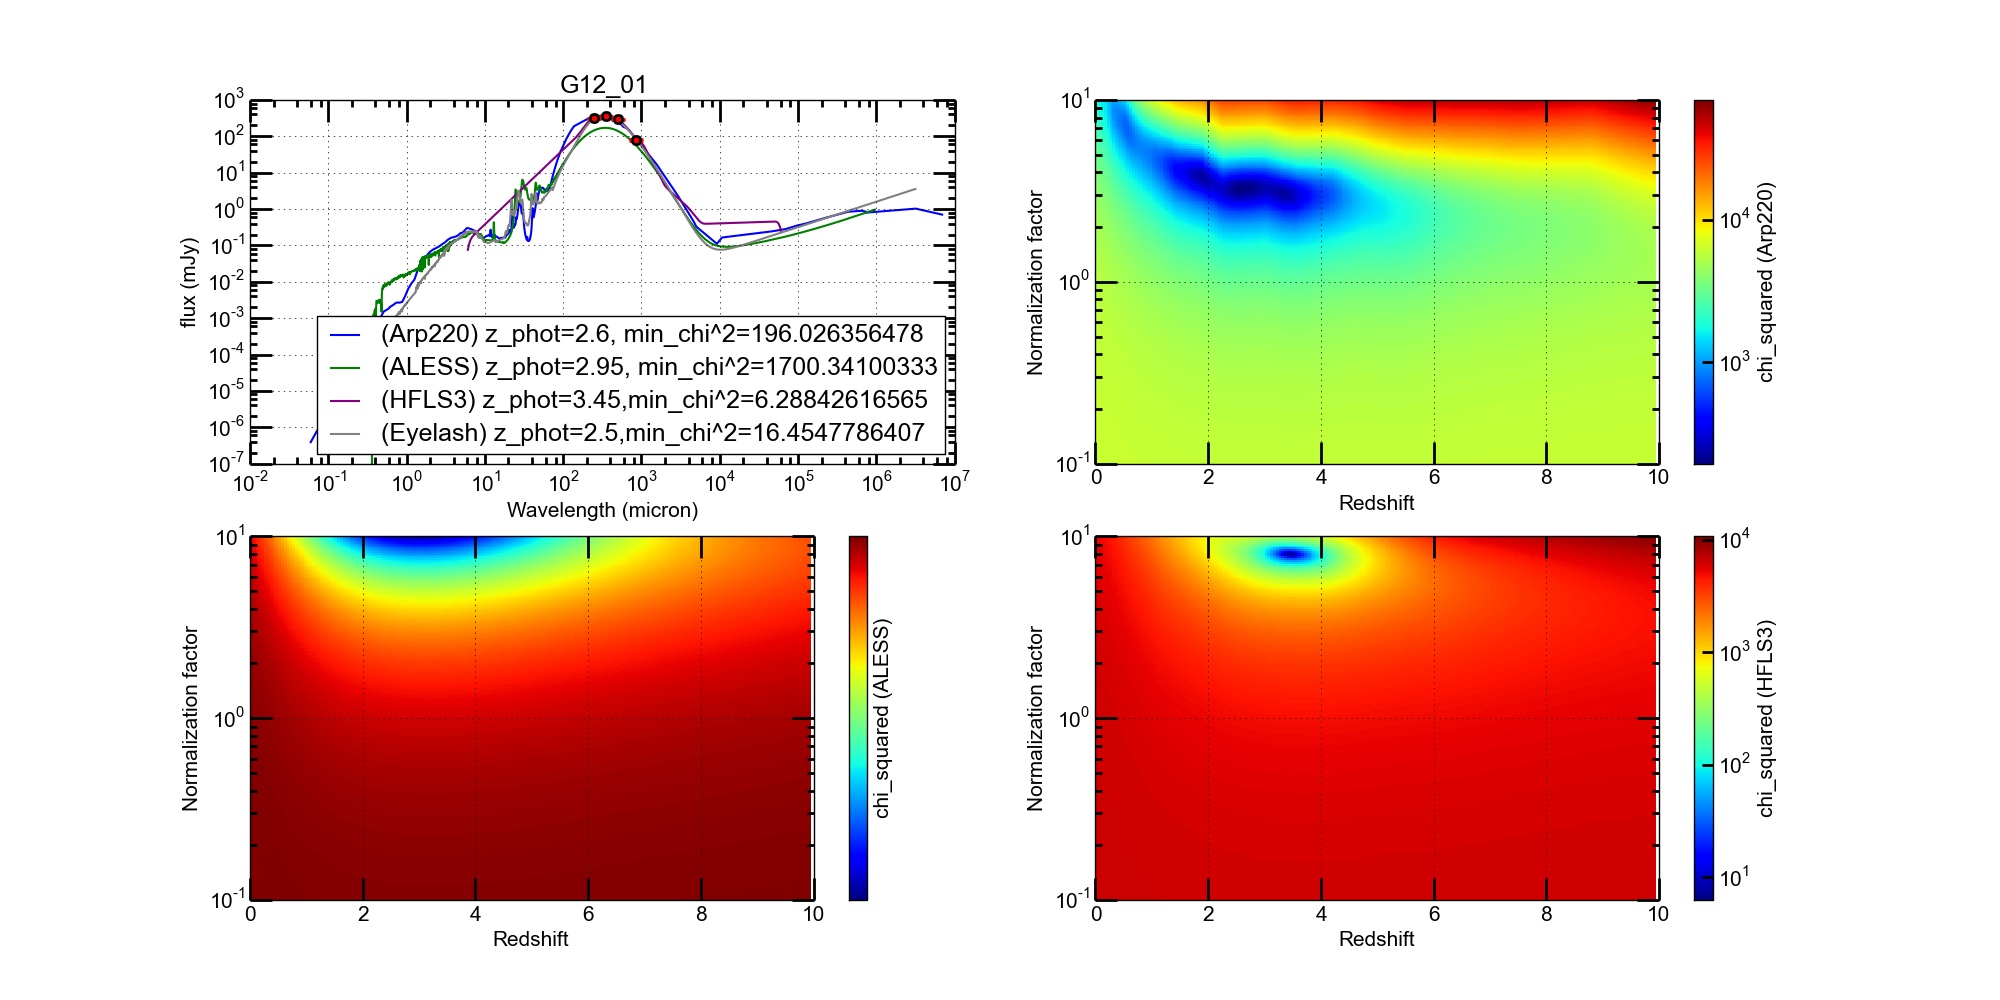 G12_01
10^3
10^2
10^1
10^0
10^-1
10^-2
10^-3
10^-4
10^-5
10^-6
10^-7
flux (mJy)
(Arp220) z_phot=2.6, min_chi^2=196.026356478
(ALESS) z_phot=2.95, min_chi^2=1700.34100333
(HFLS3) z_phot=3.45,min_chi^2=6.28842616565
(Eyelash) z_phot=2.5,min_chi^2=16.4547786407
10^-2 10^-1 10^0 10^1 10^2 10^3 10^4 10^5 10^6 10^7
Wavelength (micron)
10^1
10^0
10^-1
Normalization factor
0 2 4 6 8 10
Redshift
10^4
10^3
chi_squared (Arp220)
10^1
10^0
10^-1
Normalization factor
0 2 4 6 8 10
Redshift
chi_squared (ALESS)
10^1
10^0
10^-1
Normalization factor
0 2 4 6 8 10
Redshift
10^4
10^3
10^2
10^1
chi_squared (HFLS3)